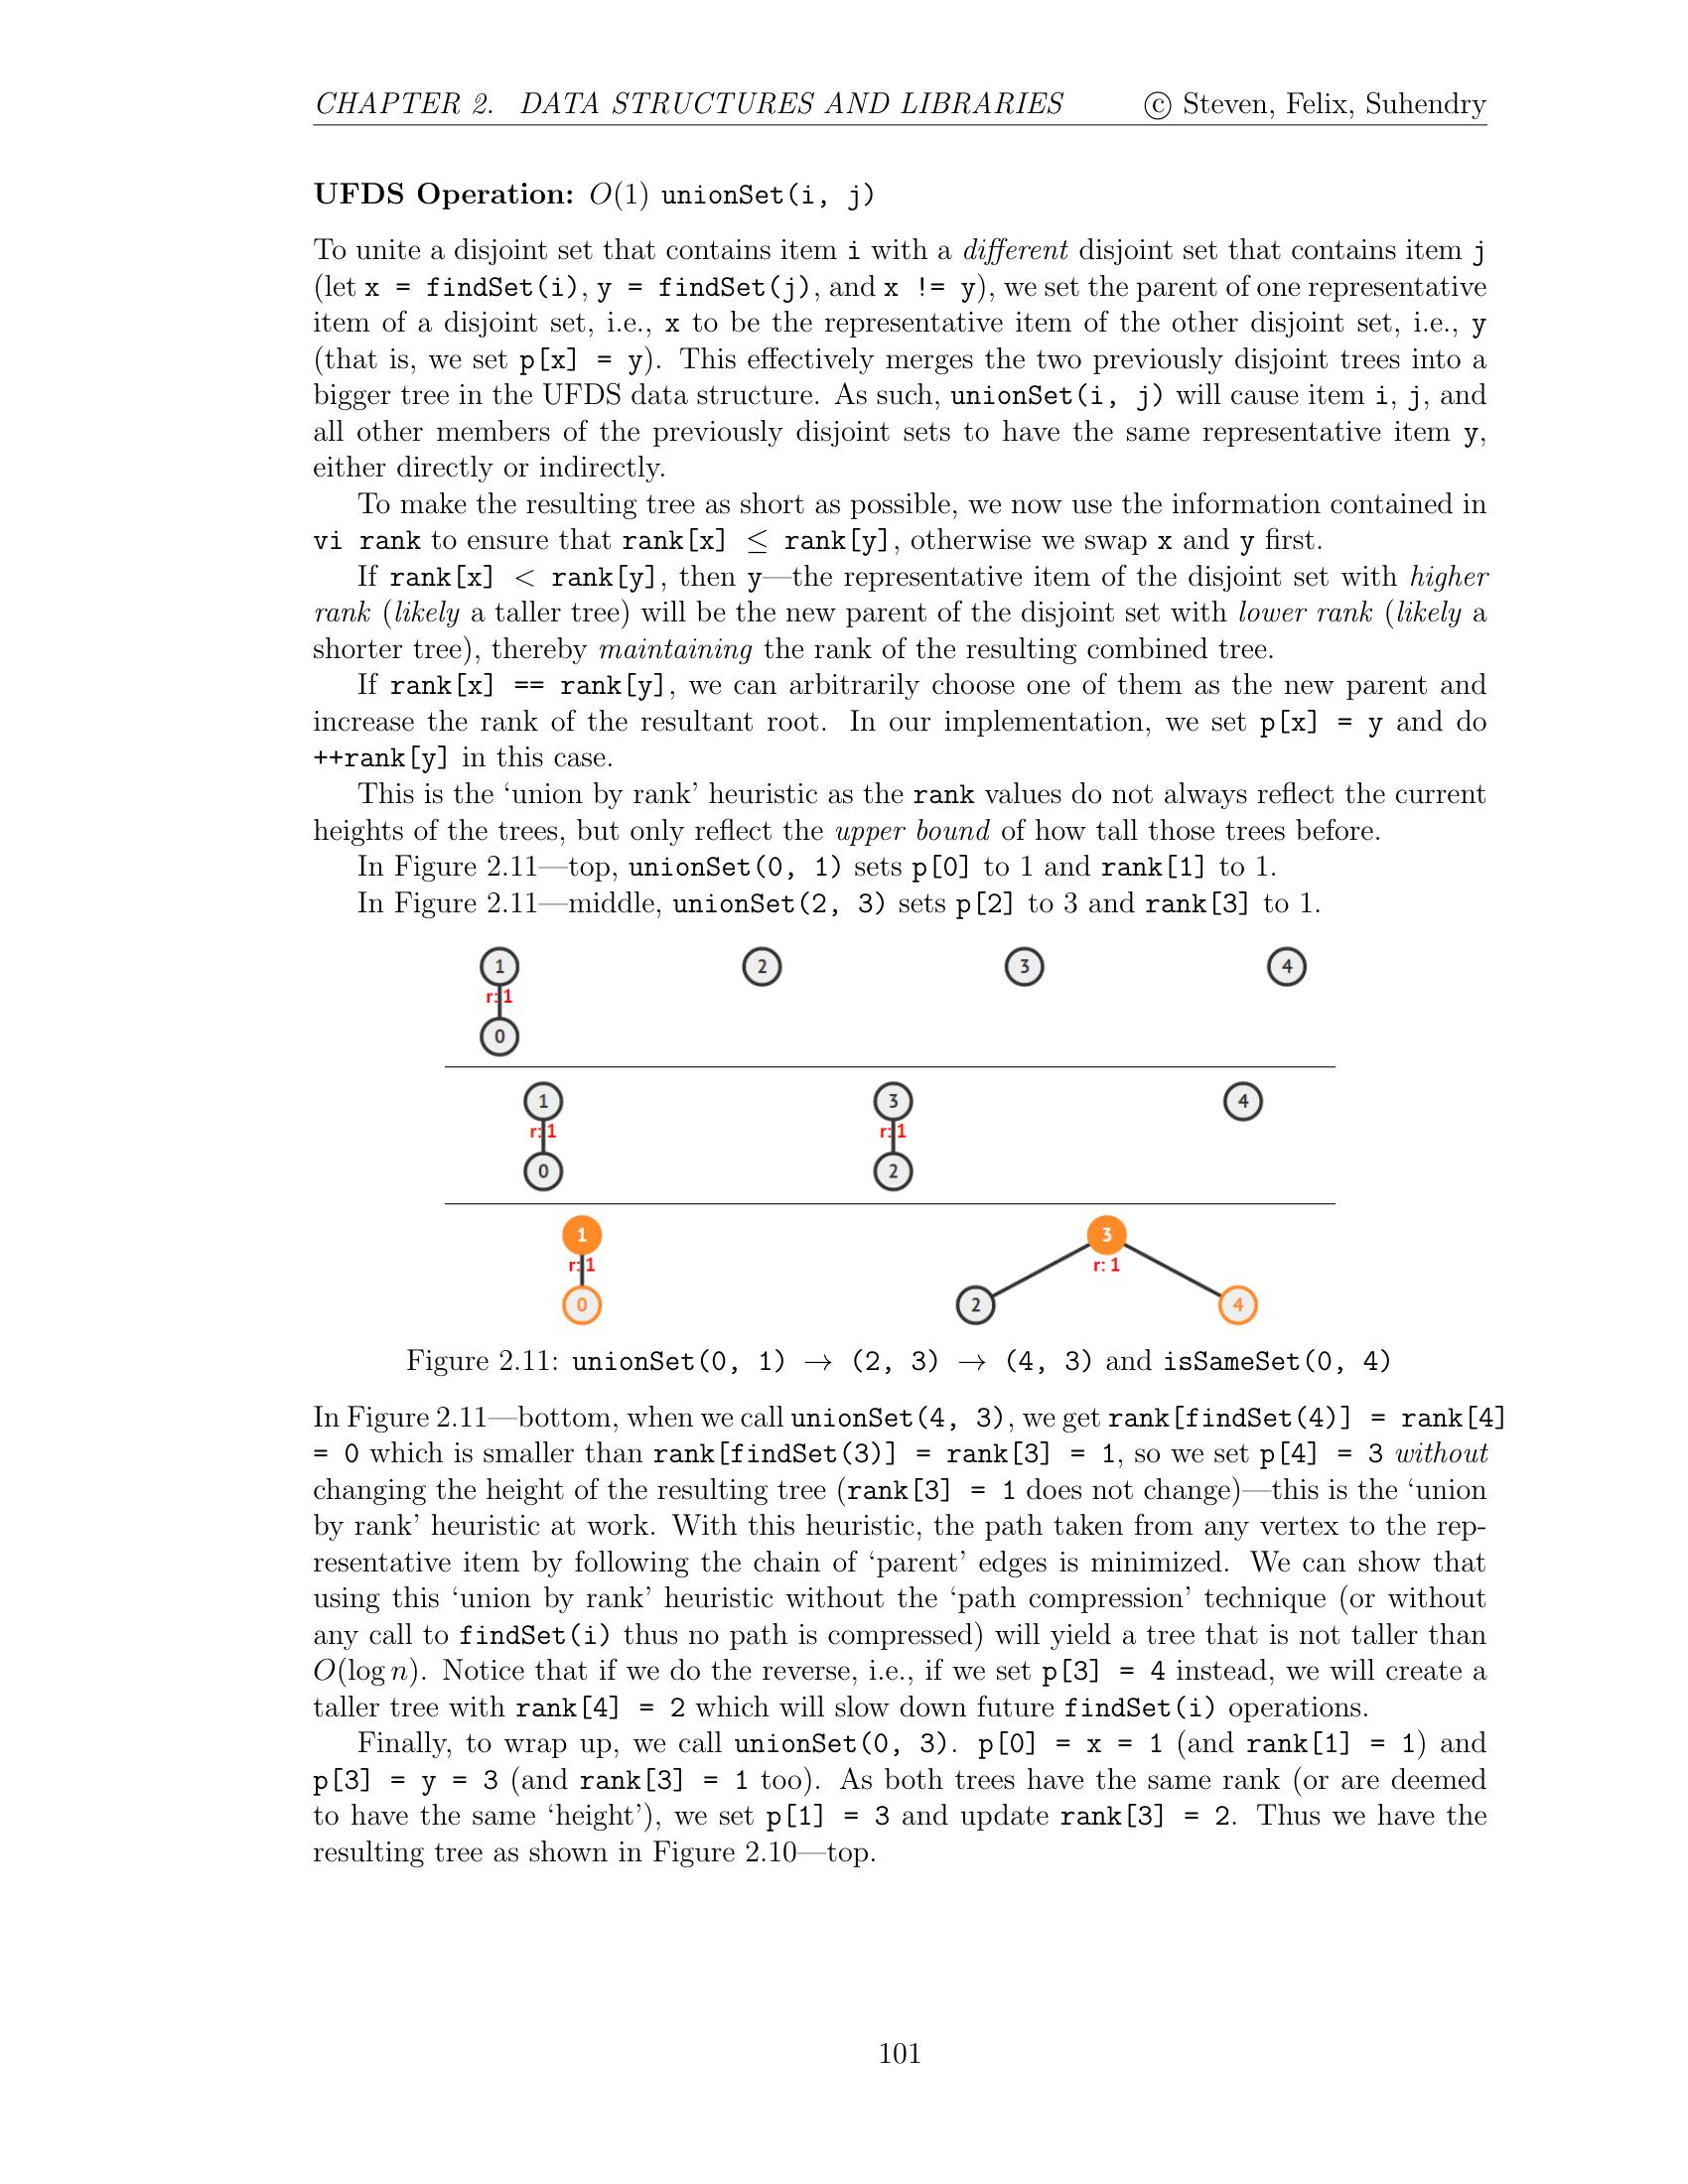 CHAPTER 2. DATA STRUCTURES AND LIBRARIES © Steven, Felix, Suhendry
UFDS Operation: O(1) unionSet(i, j)
To unite a disjoint set that contains item i with a different disjoint set that contains item j
(let x = findSet(i), y = findSet(j), and x != y), we set the parent of one representative
item of a disjoint set, i.e., x to be the representative item of the other disjoint set, i.e., y
(that is, we set p[x] = y). This effectively merges the two previously disjoint trees into a
bigger tree in the UFDS data structure. As such, unionSet(i, j) will cause item i, j, and
all other members of the previously disjoint sets to have the same representative item y,
either directly or indirectly.
To make the resulting tree as short as possible, we now use the information contained in
vi rank to ensure that rank[x] ≤ rank[y], otherwise we swap x and y first.
If rank[x] < rank[y], then y—the representative item of the disjoint set with higher
rank (likely a taller tree) will be the new parent of the disjoint set with lower rank (likely a
shorter tree), thereby maintaining the rank of the resulting combined tree.
If rank[x] == rank[y], we can arbitrarily choose one of them as the new parent and
increase the rank of the resultant root. In our implementation, we set p[x] = y and do
++rank[y] in this case.
This is the ‘union by rank’ heuristic as the rank values do not always reflect the current
heights of the trees, but only reflect the upper bound of how tall those trees before.
In Figure 2.11—top, unionSet(0, 1) sets p[0] to 1 and rank[1] to 1.
In Figure 2.11—middle, unionSet(2, 3) sets p[2] to 3 and rank[3] to 1.
1 2 3 4
r: 1
0
1 3 4
r: 1 r: 1
0 2
1 3
r: 1 r: 1
0 2 4
Figure 2.11: unionSet(0, 1) → (2, 3) → (4, 3) and isSameSet(0, 4)
In Figure 2.11—bottom, when we call unionSet(4, 3), we get rank[findSet(4)] = rank[4]
= 0 which is smaller than rank[findSet(3)] = rank[3] = 1, so we set p[4] = 3 without
changing the height of the resulting tree (rank[3] = 1 does not change)—this is the ‘union
by rank’ heuristic at work. With this heuristic, the path taken from any vertex to the rep-
resentative item by following the chain of ‘parent’ edges is minimized. We can show that
using this ‘union by rank’ heuristic without the ‘path compression’ technique (or without
any call to findSet(i) thus no path is compressed) will yield a tree that is not taller than
O(log n). Notice that if we do the reverse, i.e., if we set p[3] = 4 instead, we will create a
taller tree with rank[4] = 2 which will slow down future findSet(i) operations.
Finally, to wrap up, we call unionSet(0, 3). p[0] = x = 1 (and rank[1] = 1) and
p[3] = y = 3 (and rank[3] = 1 too). As both trees have the same rank (or are deemed
to have the same ‘height’), we set p[1] = 3 and update rank[3] = 2. Thus we have the
resulting tree as shown in Figure 2.10—top.
101